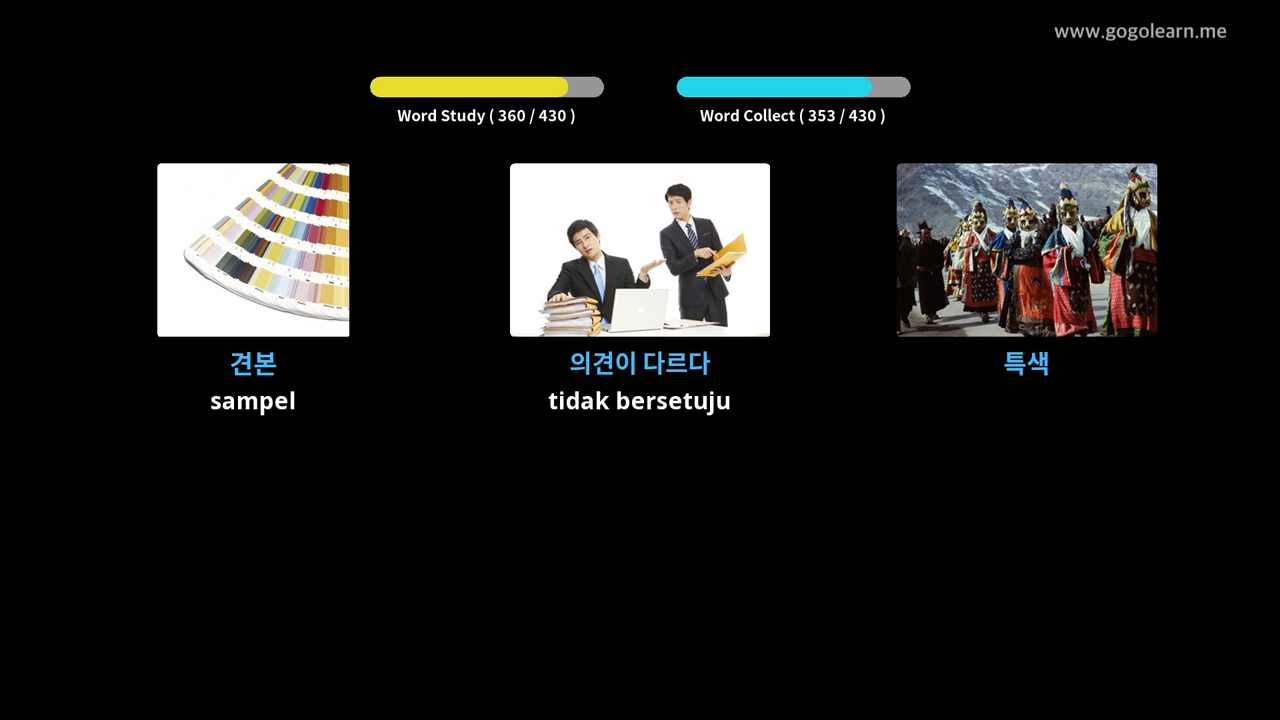 www.gogolearn.me
Word Study ( 360 / 430 )
Word Collect ( 353 / 430 )
견본
의견이 다르다
특색
sampel
tidak bersetuju